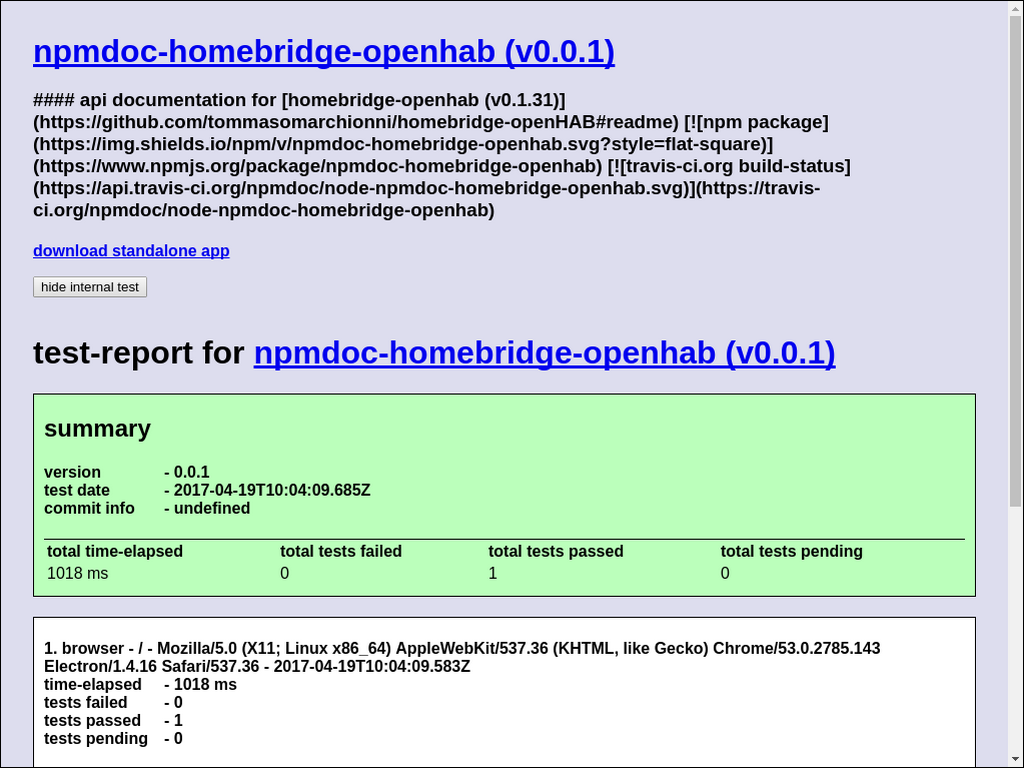 npmdoc-homebridge-openhab (v0.0.1)
#### api documentation for [homebridge-openhab (v0.1.31)]
(https://github.com/tommasomarchionni/homebridge-openHAB#readme) [![npm package]
(https://img.shields.io/npm/v/npmdoc-homebridge-openhab.svg?style=flat-square)]
(https://www.npmjs.org/package/npmdoc-homebridge-openhab) [![travis-ci.org build-status]
(https://api.travis-ci.org/npmdoc/node-npmdoc-homebridge-openhab.svg)](https://travis-
ci.org/npmdoc/node-npmdoc-homebridge-openhab)
download standalone app
hide internal test
test-report for npmdoc-homebridge-openhab (v0.0.1)
summary
version - 0.0.1
test date - 2017-04-19T10:04:09.685Z
commit info - undefined
total time-elapsed total tests failed total tests passed total tests pending
1018 ms 0 1 0
1. browser - / - Mozilla/5.0 (X11; Linux x86_64) AppleWebKit/537.36 (KHTML, like Gecko) Chrome/53.0.2785.143
Electron/1.4.16 Safari/537.36 - 2017-04-19T10:04:09.583Z
time-elapsed - 1018 ms
tests failed - 0
tests passed - 1
tests pending - 0